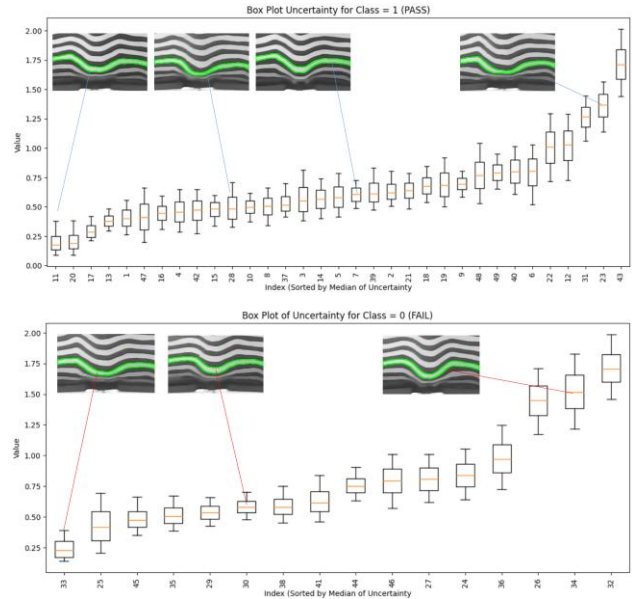 Box Plot Uncertainty for Class = 1 (PASS)
2.00
1.75
1.50
1.25
1.00
0.75
0.50
0.25
0.00
Value
11 20 17 13 1 47 16 4 42 15 28 10 8 37 3 14 5 7 39 2 21 18 19 9 48 49 40 6 22 12 31 23 43
Index (Sorted by Median of Uncertainty
Box Plot of Uncertainty for Class = 0 (FAIL)
2.00
1.75
1.50
1.25
1.00
0.75
0.50
0.25
Value
33 25 45 35 29 30 38 41 44 46 27 24 36 26 34 32
Index (Sorted by Median of Uncertainty